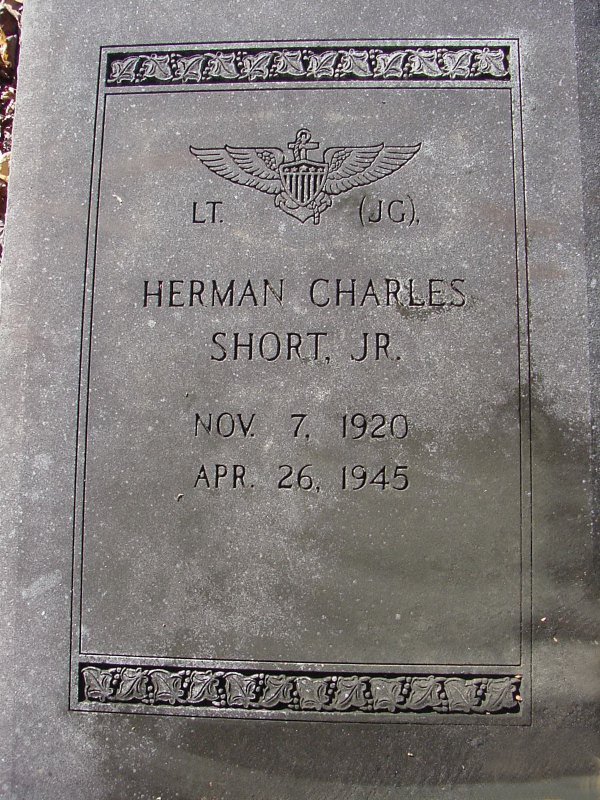 LT. (JG),
HERMAN CHARLES
SHORT, JR.
NOV. 7, 1920
APR. 26, 1945